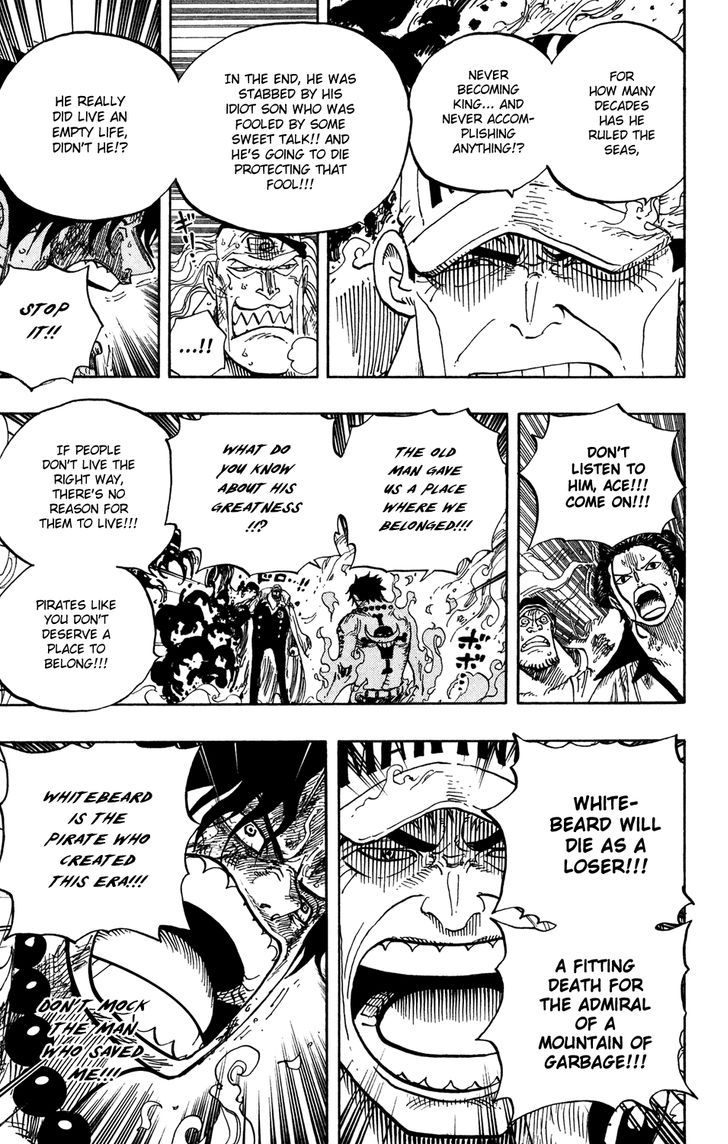 FOR
HOW MANY
DECADES
HAS HE
RULED THE
SEAS,
NEVER
BECOMING
KING... AND
NEVER ACCOM-
PLISHING
ANYTHING!?
IN THE END, HE WAS
STABBED BY HIS
IDIOT SON WHO WAS
FOOLED BY SOME
SWEET TALK!! AND
HE'S GOING TO DIE
PROTECTING THAT
FOOL!!!
...!!
HE REALLY
DID LIVE AN
EMPTY LIFE,
DIDN'T HE!?
STOP
IT!!
DON'T
LISTEN TO
HIM, ACE!!!
COME ON!!!
THE OLD
MAN GAVE
US A PLACE
WHERE WE
BELONGED!!!
WHAT DO
YOU KNOW
ABOUT HIS
GREATNESS
!!?
...!!
ボボ
IF PEOPLE
DON'T LIVE THE
RIGHT WAY,
THERE'S NO
REASON FOR
THEM TO LIVE!!!
PIRATES LIKE
YOU DON'T
DESERVE A
PLACE TO
BELONG!!!
WHITE-
BEARD WILL
DIE AS A
LOSER!!!
A FITTING
DEATH FOR
THE ADMIRAL
OF A
MOUNTAIN OF
GARBAGE!!!
WHITEBEARD
IS THE
PIRATE WHO
CREATED
THIS ERA!!!
DON'T MOCK
THE MAN
WHO SAVED
ME!!!